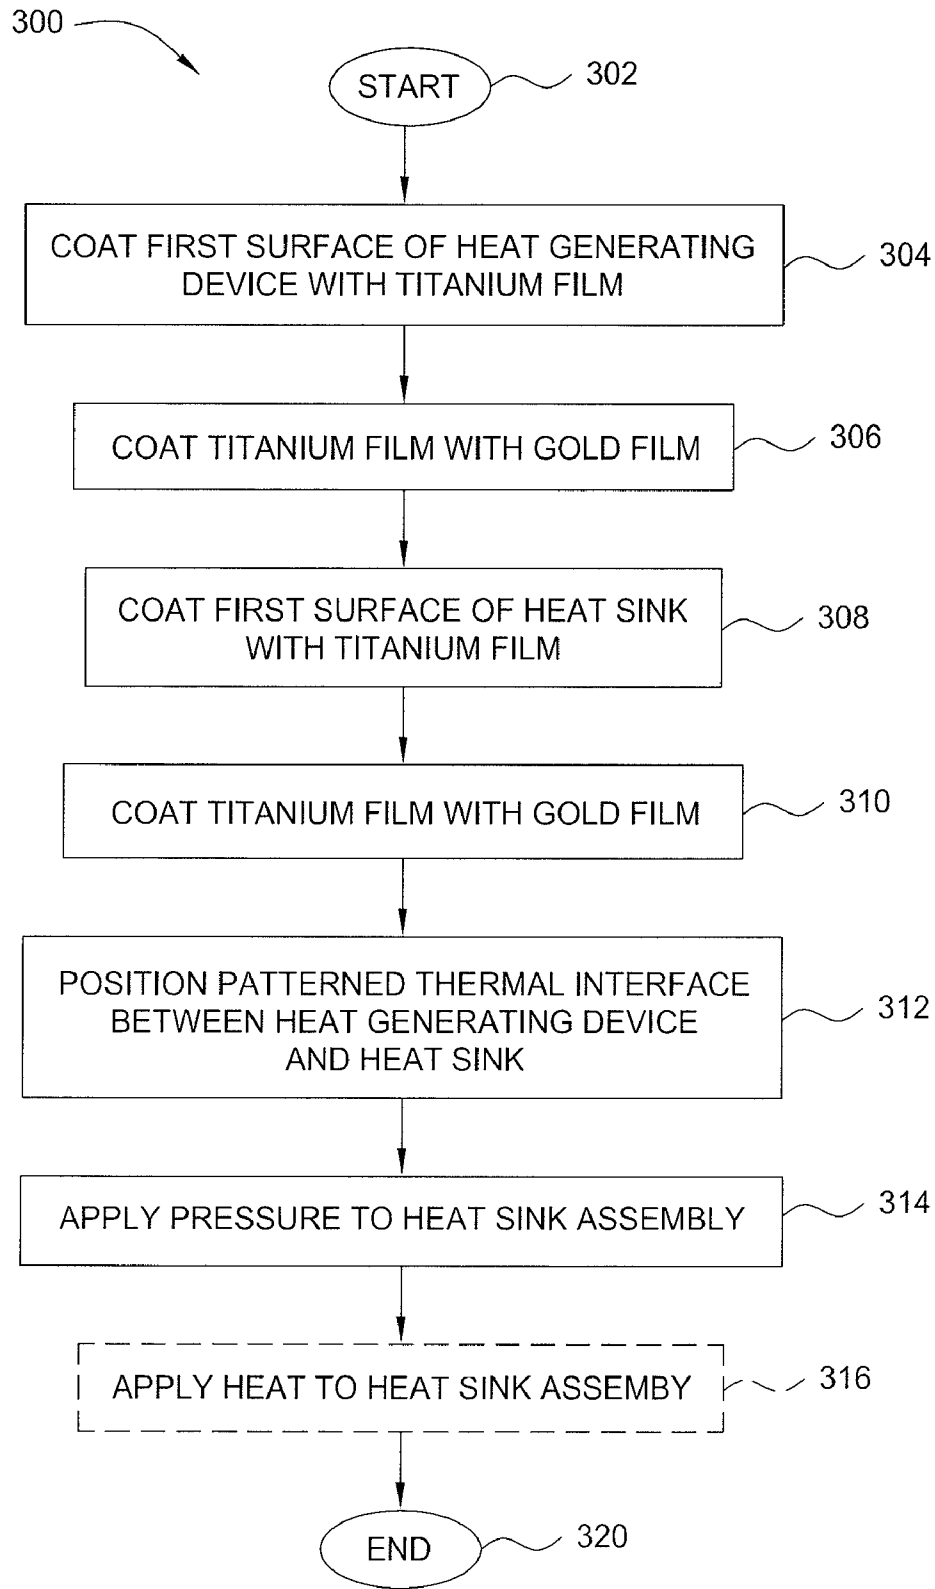 300
START
302
COAT FIRST SURFACE OF HEAT GENERATING
DEVICE WITH TITANIUM FILM
304
COAT TITANIUM FILM WITH GOLD FILM
306
COAT FIRST SURFACE OF HEAT SINK
WITH TITANIUM FILM
308
COAT TITANIUM FILM WITH GOLD FILM
310
POSITION PATTERNED THERMAL INTERFACE
BETWEEN HEAT GENERATING DEVICE
AND HEAT SINK
312
APPLY PRESSURE TO HEAT SINK ASSEMBLY
314
APPLY HEAT TO HEAT SINK ASSEMBY
316
END
320